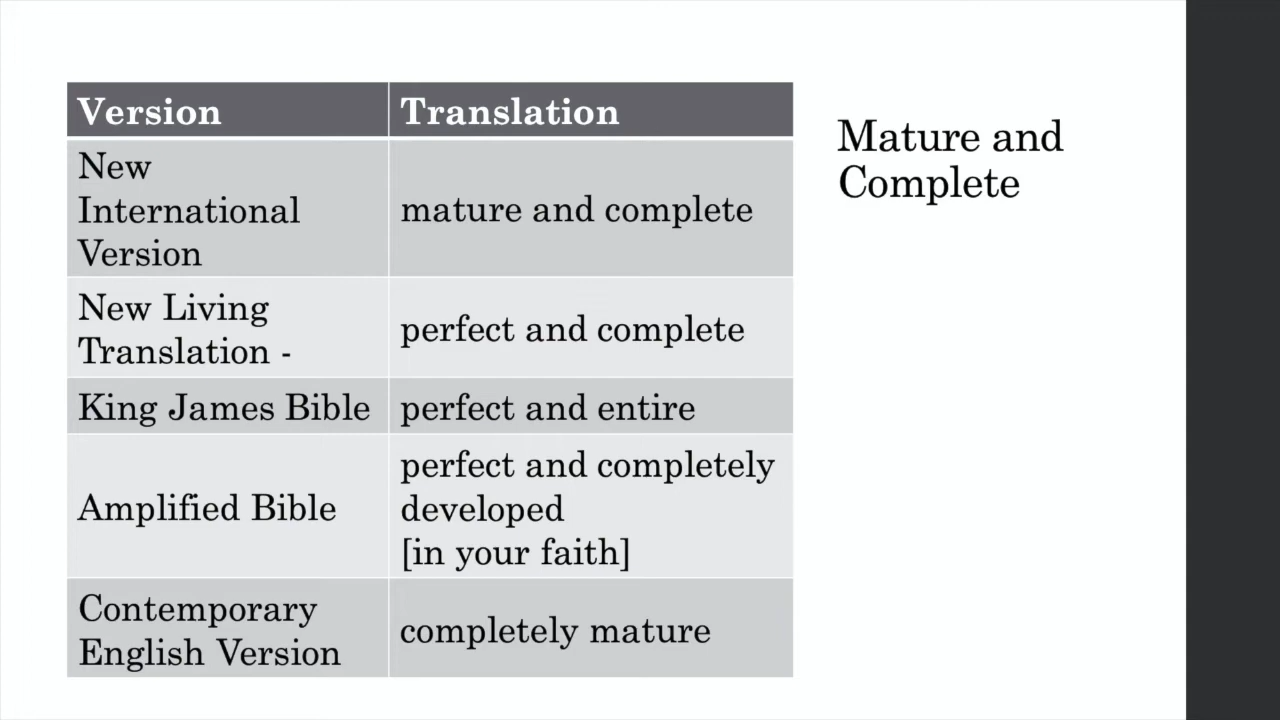 Version
Translation
New
International
Version
mature and complete
New Living
Translation -
perfect and complete
King James Bible
perfect and entire
Amplified Bible
perfect and completely
developed
[in your faith]
Contemporary
English Version
completely mature
Mature and
Complete